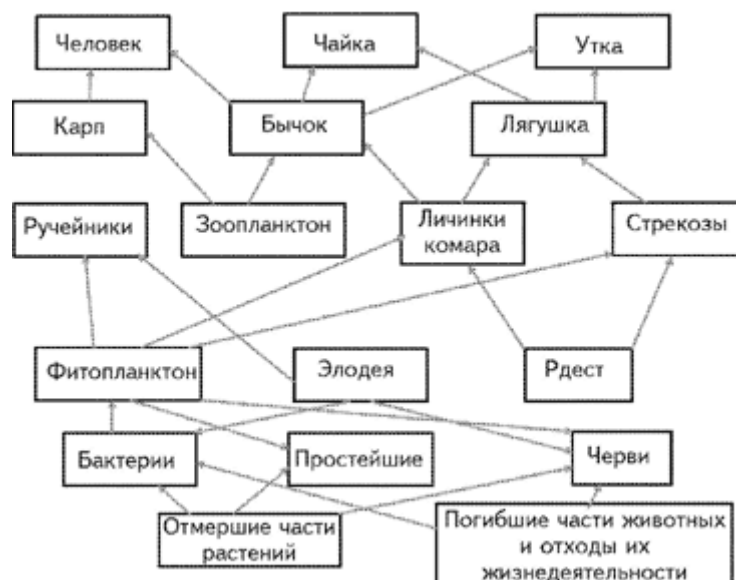 Человек
Чайка
Утка
Карп
Бычок
Лягушка
Ручейники
Зоопланктон
Личинки
комара
Стрекозы
Фитопланктон
Элодея
Рдест
Бактерии
Простейшие
Черви
Отмершие части
растений
Погибшие части животных
и отходы их
жизнедеятельности